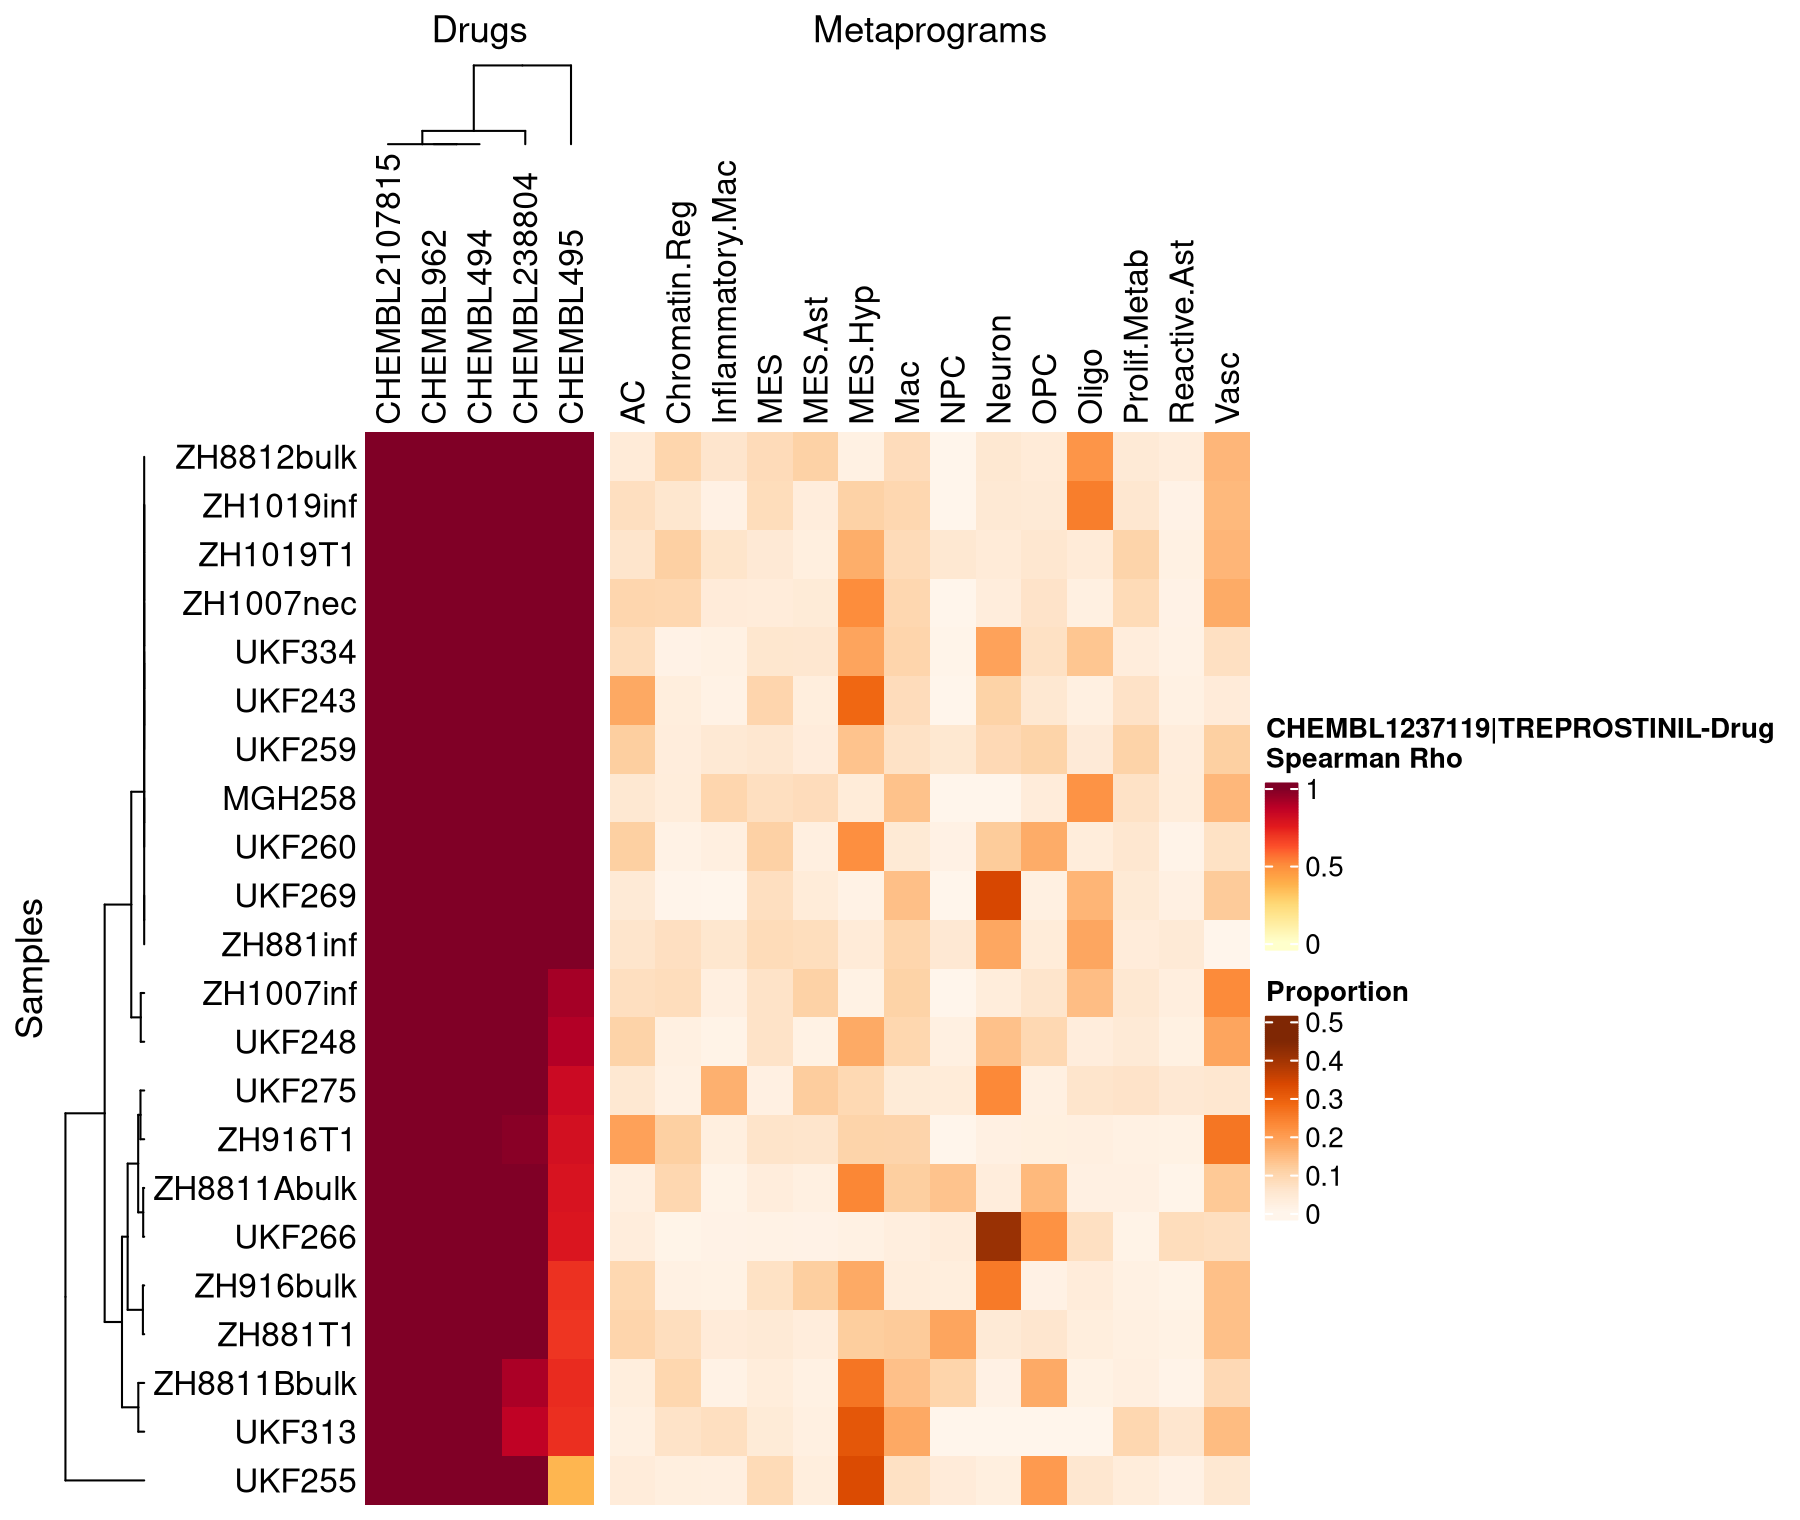 Drugs
Metaprograms
CHEMBL2107815
CHEMBL962
CHEMBL494
CHEMBL238804
CHEMBL495
AC
Chromatin.Reg
Inflammatory.Mac
MES
MES.Ast
MES.Hyp
Mac
NPC
Neuron
OPC
Oligo
Prolif.Metab
Reactive.Ast
Vasc
Samples
ZH8812bulk
ZH1019inf
ZH1019T1
ZH1007nec
UKF334
UKF243
UKF259
MGH258
UKF260
UKF269
ZH881inf
ZH1007inf
UKF248
UKF275
ZH916T1
ZH8811Abulk
UKF266
ZH916bulk
ZH881T1
ZH8811Bbulk
UKF313
UKF255
CHEMBL1237119|TREPROSTINIL-Drug
Spearman Rho
1
0.5
0
Proportion
0.5
0.4
0.3
0.2
0.1
0